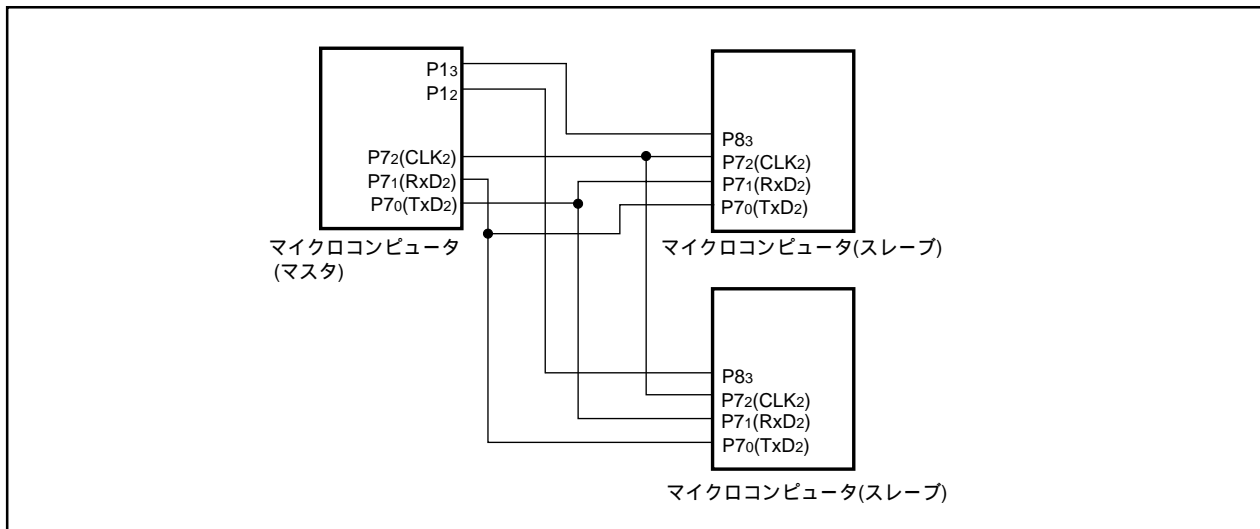 P13
P12
P72(CLK2)
P71(RxD2)
P70(TxD2)
マイクロコンピュータ
(マスタ)
P83
P72(CLK2)
P71(RxD2)
P70(TxD2)
マイクロコンピュータ(スレーブ)
P83
P72(CLK2)
P71(RxD2)
P70(TxD2)
マイクロコンピュータ(スレーブ)